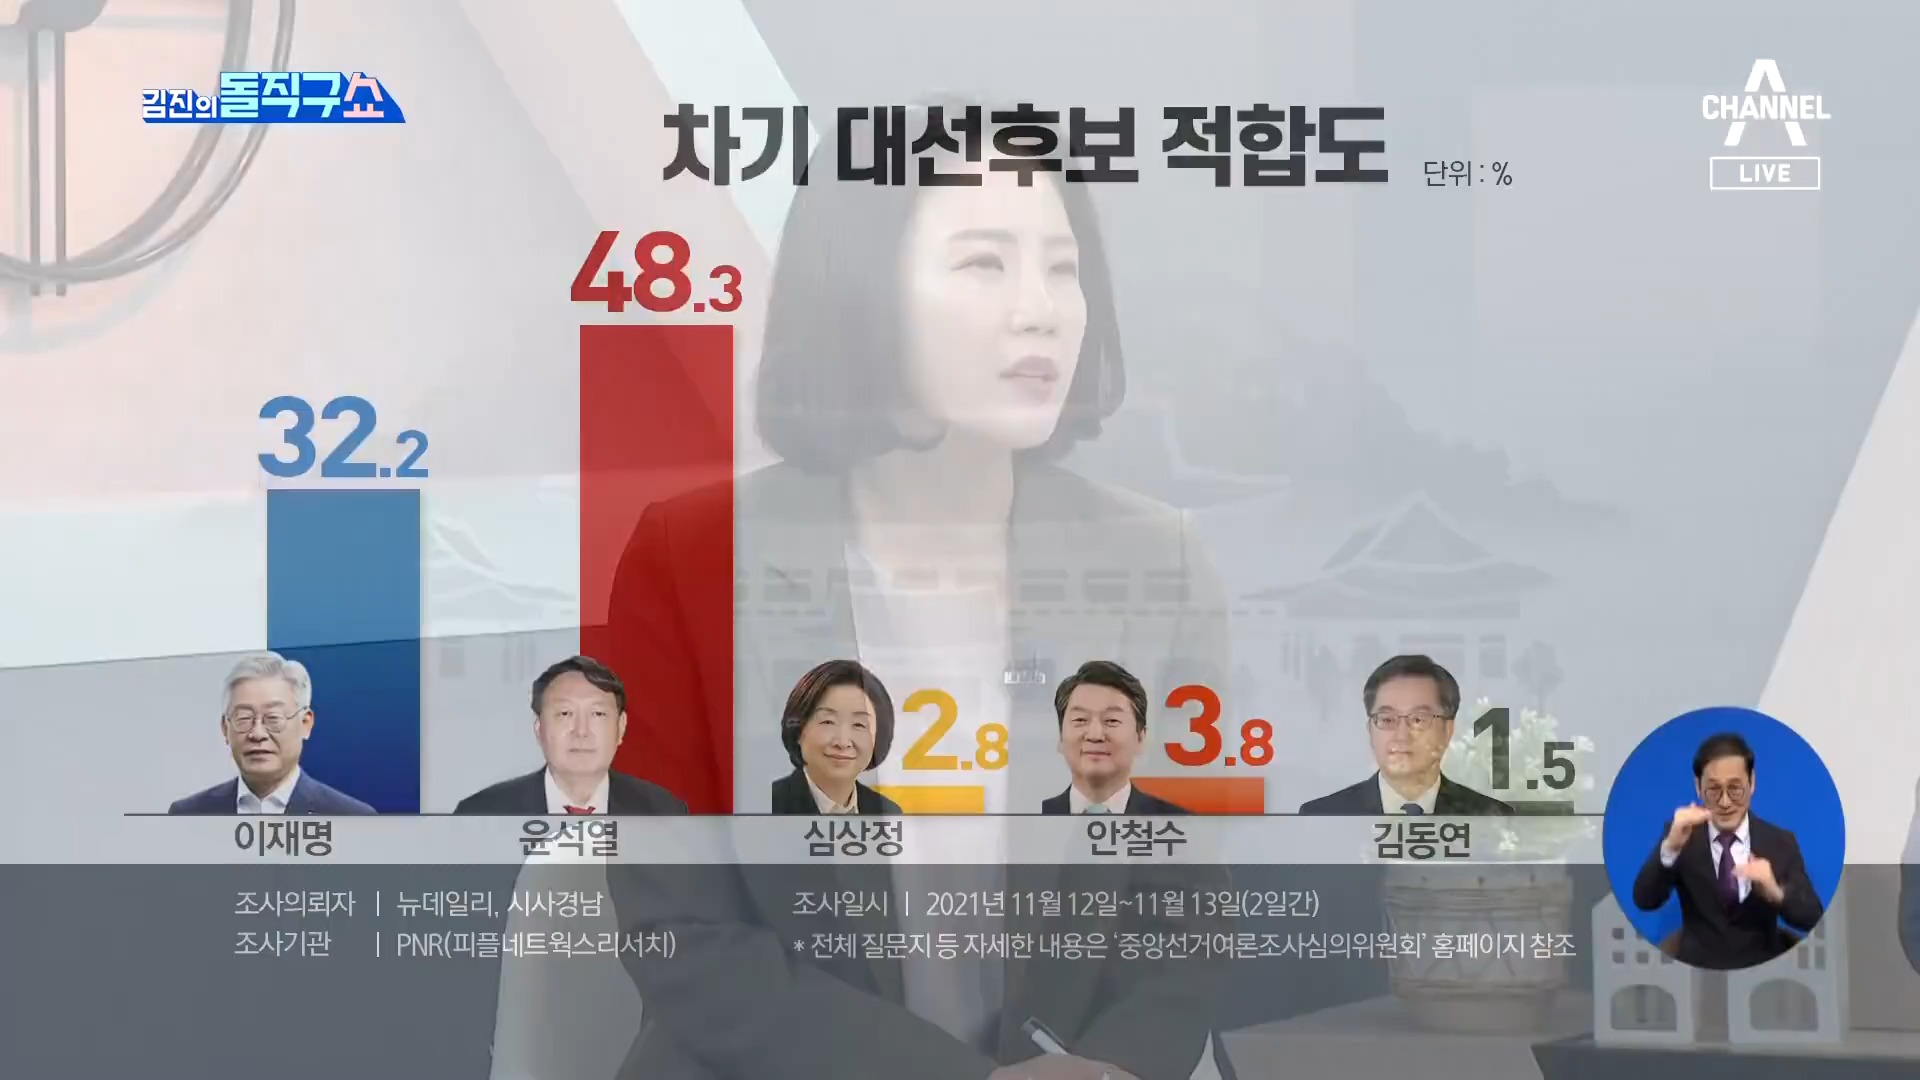 김진의 돌직구쇼
차기 대선후보 적합도
단위 : %
CHANNEL A
LIVE
32.2
48.3
2.8
3.8
1.5
이재명
윤석열
심상정
안철수
김동연
조사의뢰자 | 뉴데일리, 시사경남
조사일시 | 2021년 11월 12일~11월 13일(2일간)
조사기관 | PNR(피플네트웍스리서치)
* 전체 질문지 등 자세한 내용은 ‘중앙선거여론조사심의위원회’ 홈페이지 참조